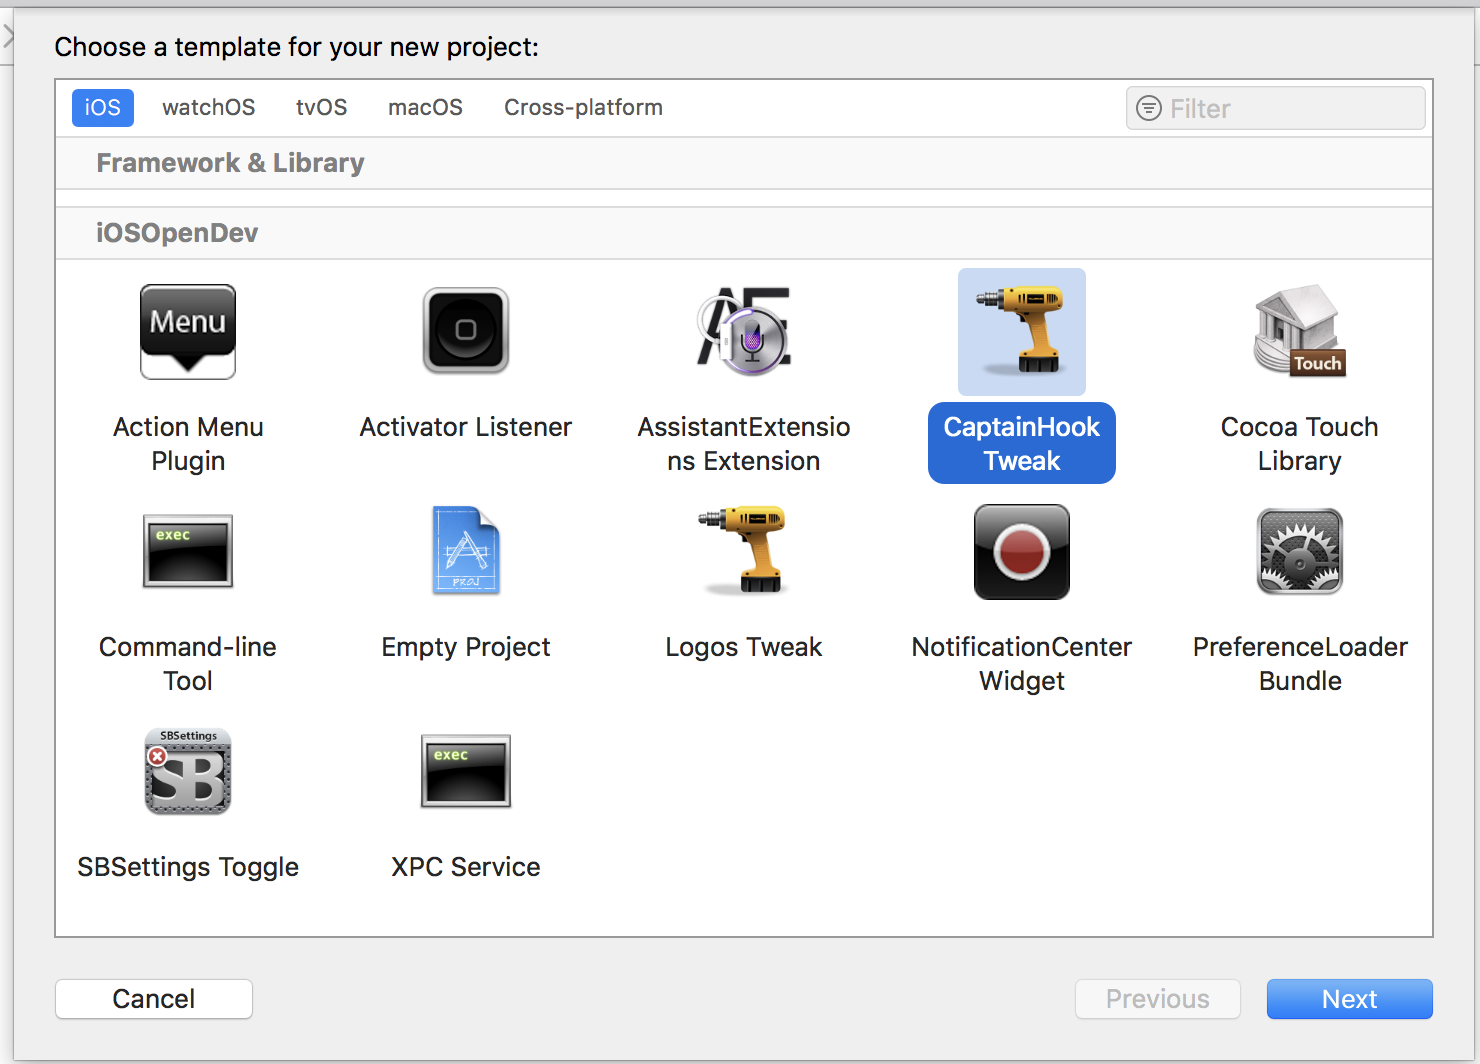 Choose a template for your new project:
iOS watchOS tvOS macOS Cross-platform Filter
Framework & Library
iOSOpenDev
Menu
Touch
Action Menu Plugin
Activator Listener
AssistantExtensio
ns Extension
CaptainHook
Tweak
Cocoa Touch
Library
exec
PROJ
Command-line
Tool
Empty Project
Logos Tweak
NotificationCenter
Widget
PreferenceLoader
Bundle
SBSettings
SB
exec
SBSettings Toggle
XPC Service
Cancel
Previous
Next